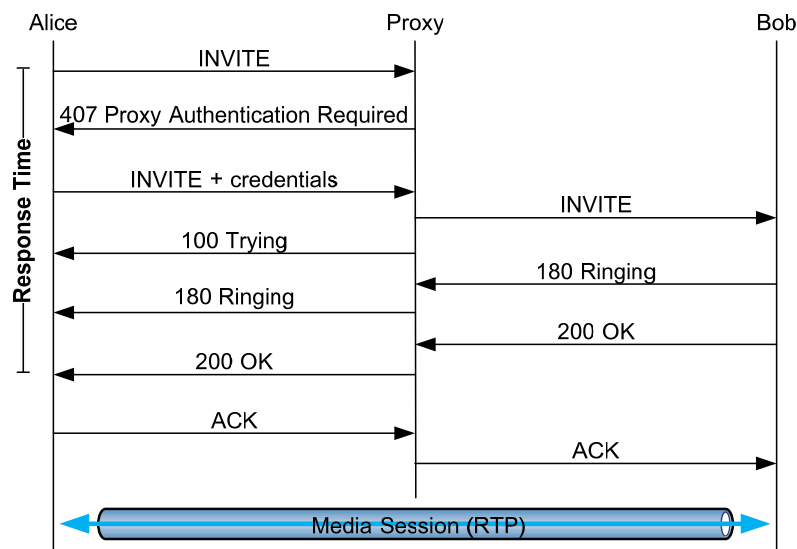 Alice
Proxy
Bob
INVITE
407 Proxy Authentication Required
INVITE + credentials
INVITE
100 Trying
180 Ringing
180 Ringing
200 OK
200 OK
ACK
ACK
Response Time
Media Session (RTP)